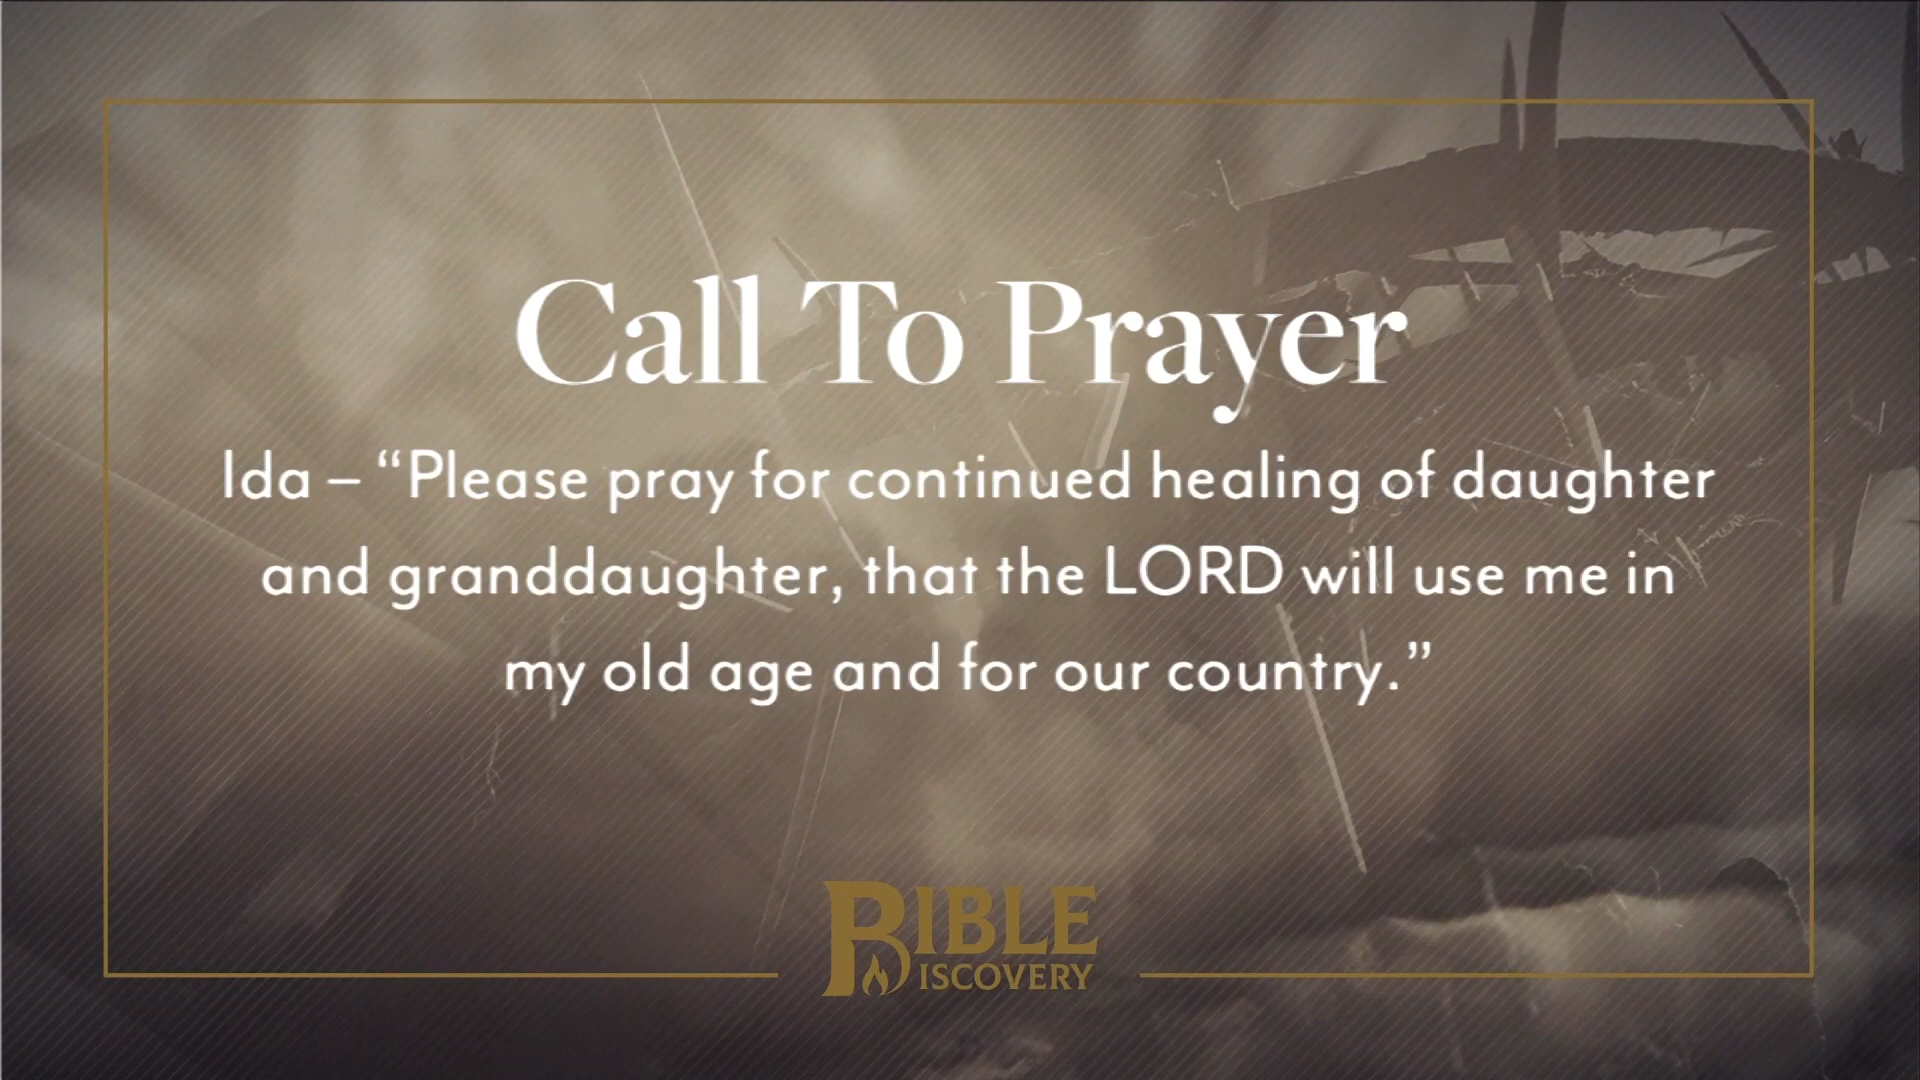 Call To Prayer
Ida – “Please pray for continued healing of daughter
and granddaughter, that the LORD will use me in
my old age and for our country.”
BIBLE
DISCOVERY